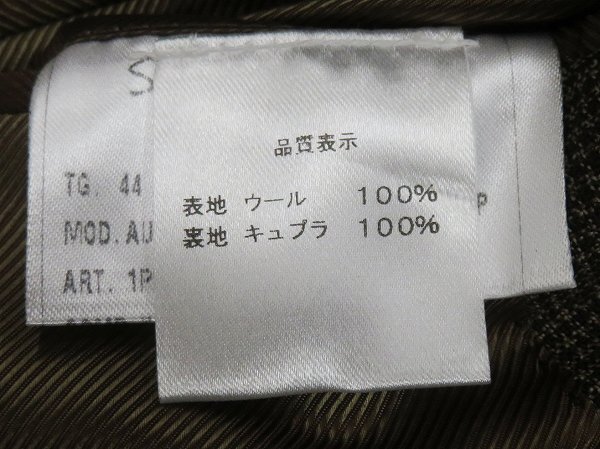 S
品質表示
表地 ウール 100%
裏地 キュプラ 100%
TG. 44
MOD. AU
ART. 1P
P